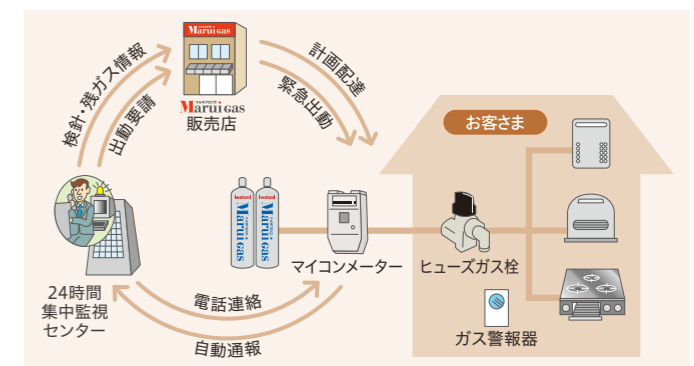 Marui gas
Marui gas
販売店
検針・残ガス情報
出動要請
計画配達
緊急出動
お客さま
Iwatani
Marui Gas
Iwatani
Marui Gas
マイコンメーター
ヒューズガス栓
24時間
集中監視
センター
電話連絡
自動通報
ガス警報器